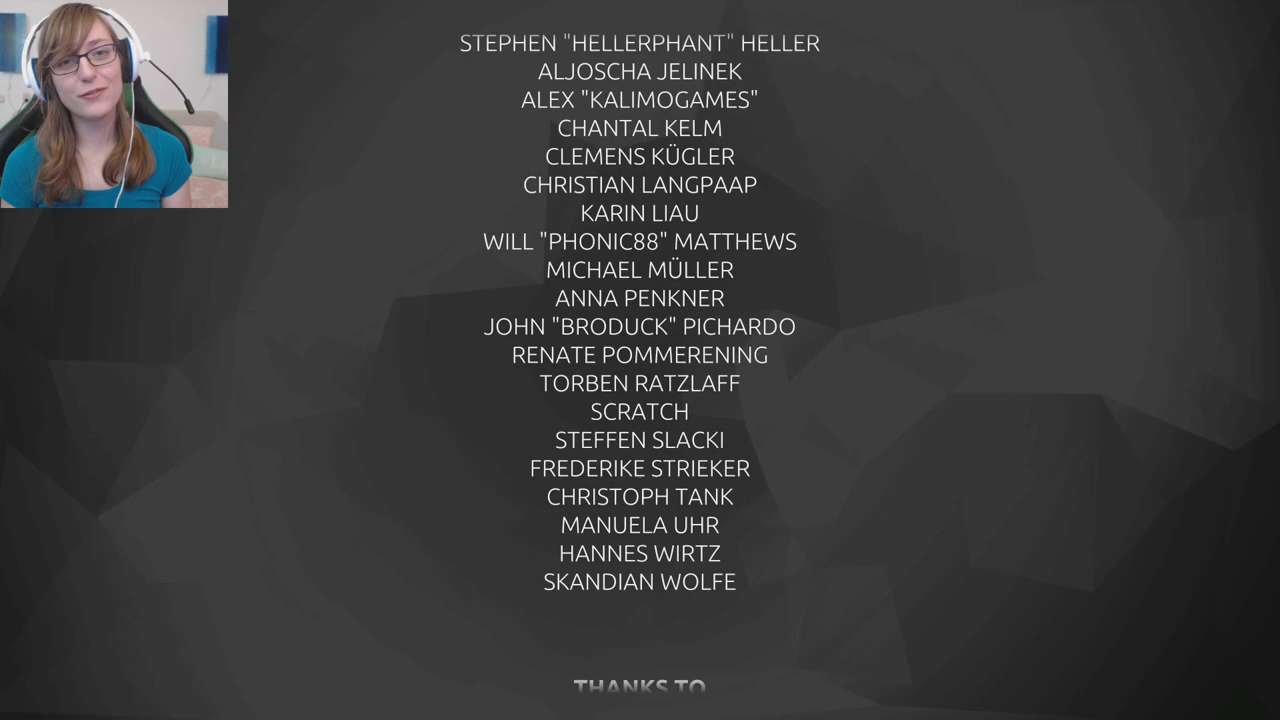 STEPHEN "HELLERPHANT" HELLER
ALJOSCHA JELINEK
ALEX "KALIMOGAMES"
CHANTAL KELM
CLEMENS KÜGLER
CHRISTIAN LANGPAAP
KARIN LIAU
WILL "PHONIC88" MATTHEWS
MICHAEL MÜLLER
ANNA PENKNER
JOHN "BRODUCK" PICHARDO
RENATE POMMERENING
TORBEN RATZLAFF
SCRATCH
STEFFEN SLACKI
FREDERIKE STRIEKER
CHRISTOPH TANK
MANUELA UHR
HANNES WIRTZ
SKANDIAN WOLFE
THANKS TO